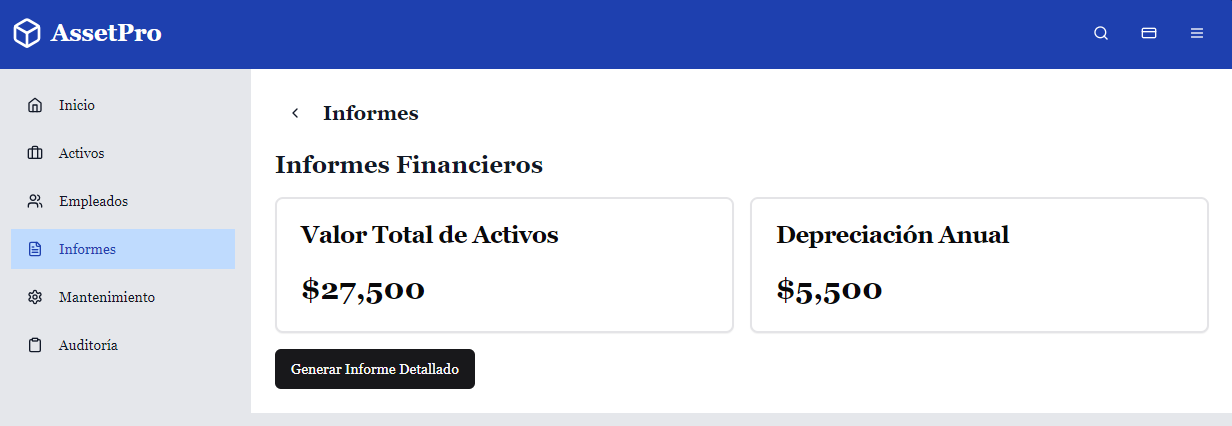 AssetPro
Inicio
Activos
Empleados
Informes
Mantenimiento
Auditoría
Informes
Informes Financieros
Valor Total de Activos
$27,500
Depreciación Anual
$5,500
Generar Informe Detallado